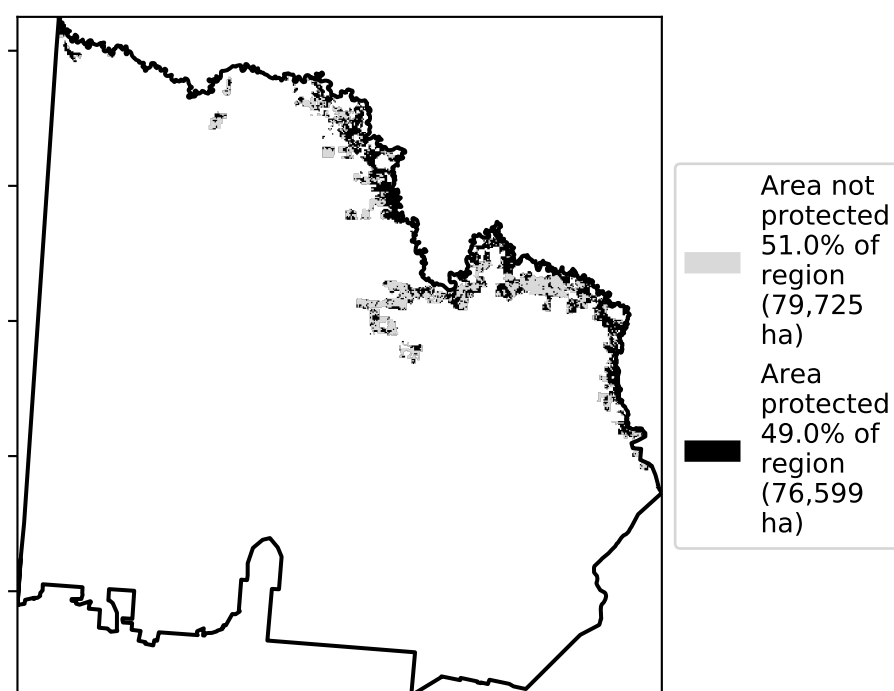 Area not
protected
51.0% of
region
(79,725
ha)
Area
protected
49.0% of
region
(76,599
ha)